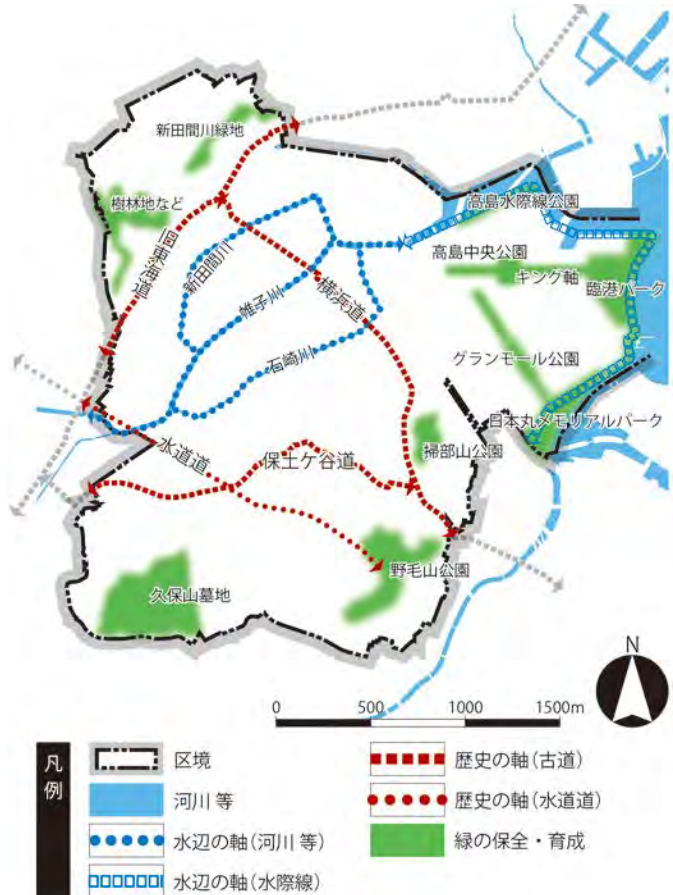 新田間川緑地
樹林地など
旧東海道
新田間川
帷子川
石崎川
横浜道
高島水際線公園
高島中央公園
キング軸
臨港パーク
グランモール公園
日本丸メモリアルパーク
掃部山公園
水道道
保土ケ谷道
野毛山公園
久保山墓地
N
0 500 1000 1500m
凡例
区境
河川 等
水辺の軸(河川 等)
水辺の軸(水際線)
歴史の軸(古道)
歴史の軸(水道道)
緑の保全・育成